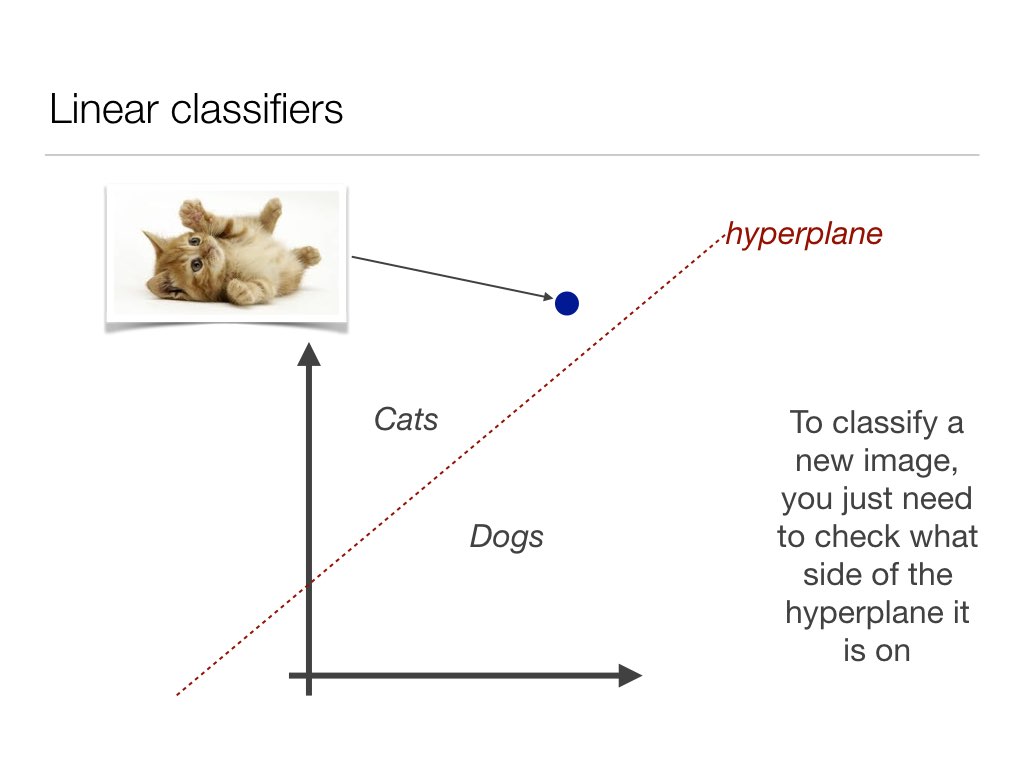 Linear classifiers
hyperplane
Cats
Dogs
To classify a
new image,
you just need
to check what
side of the
hyperplane it
is on